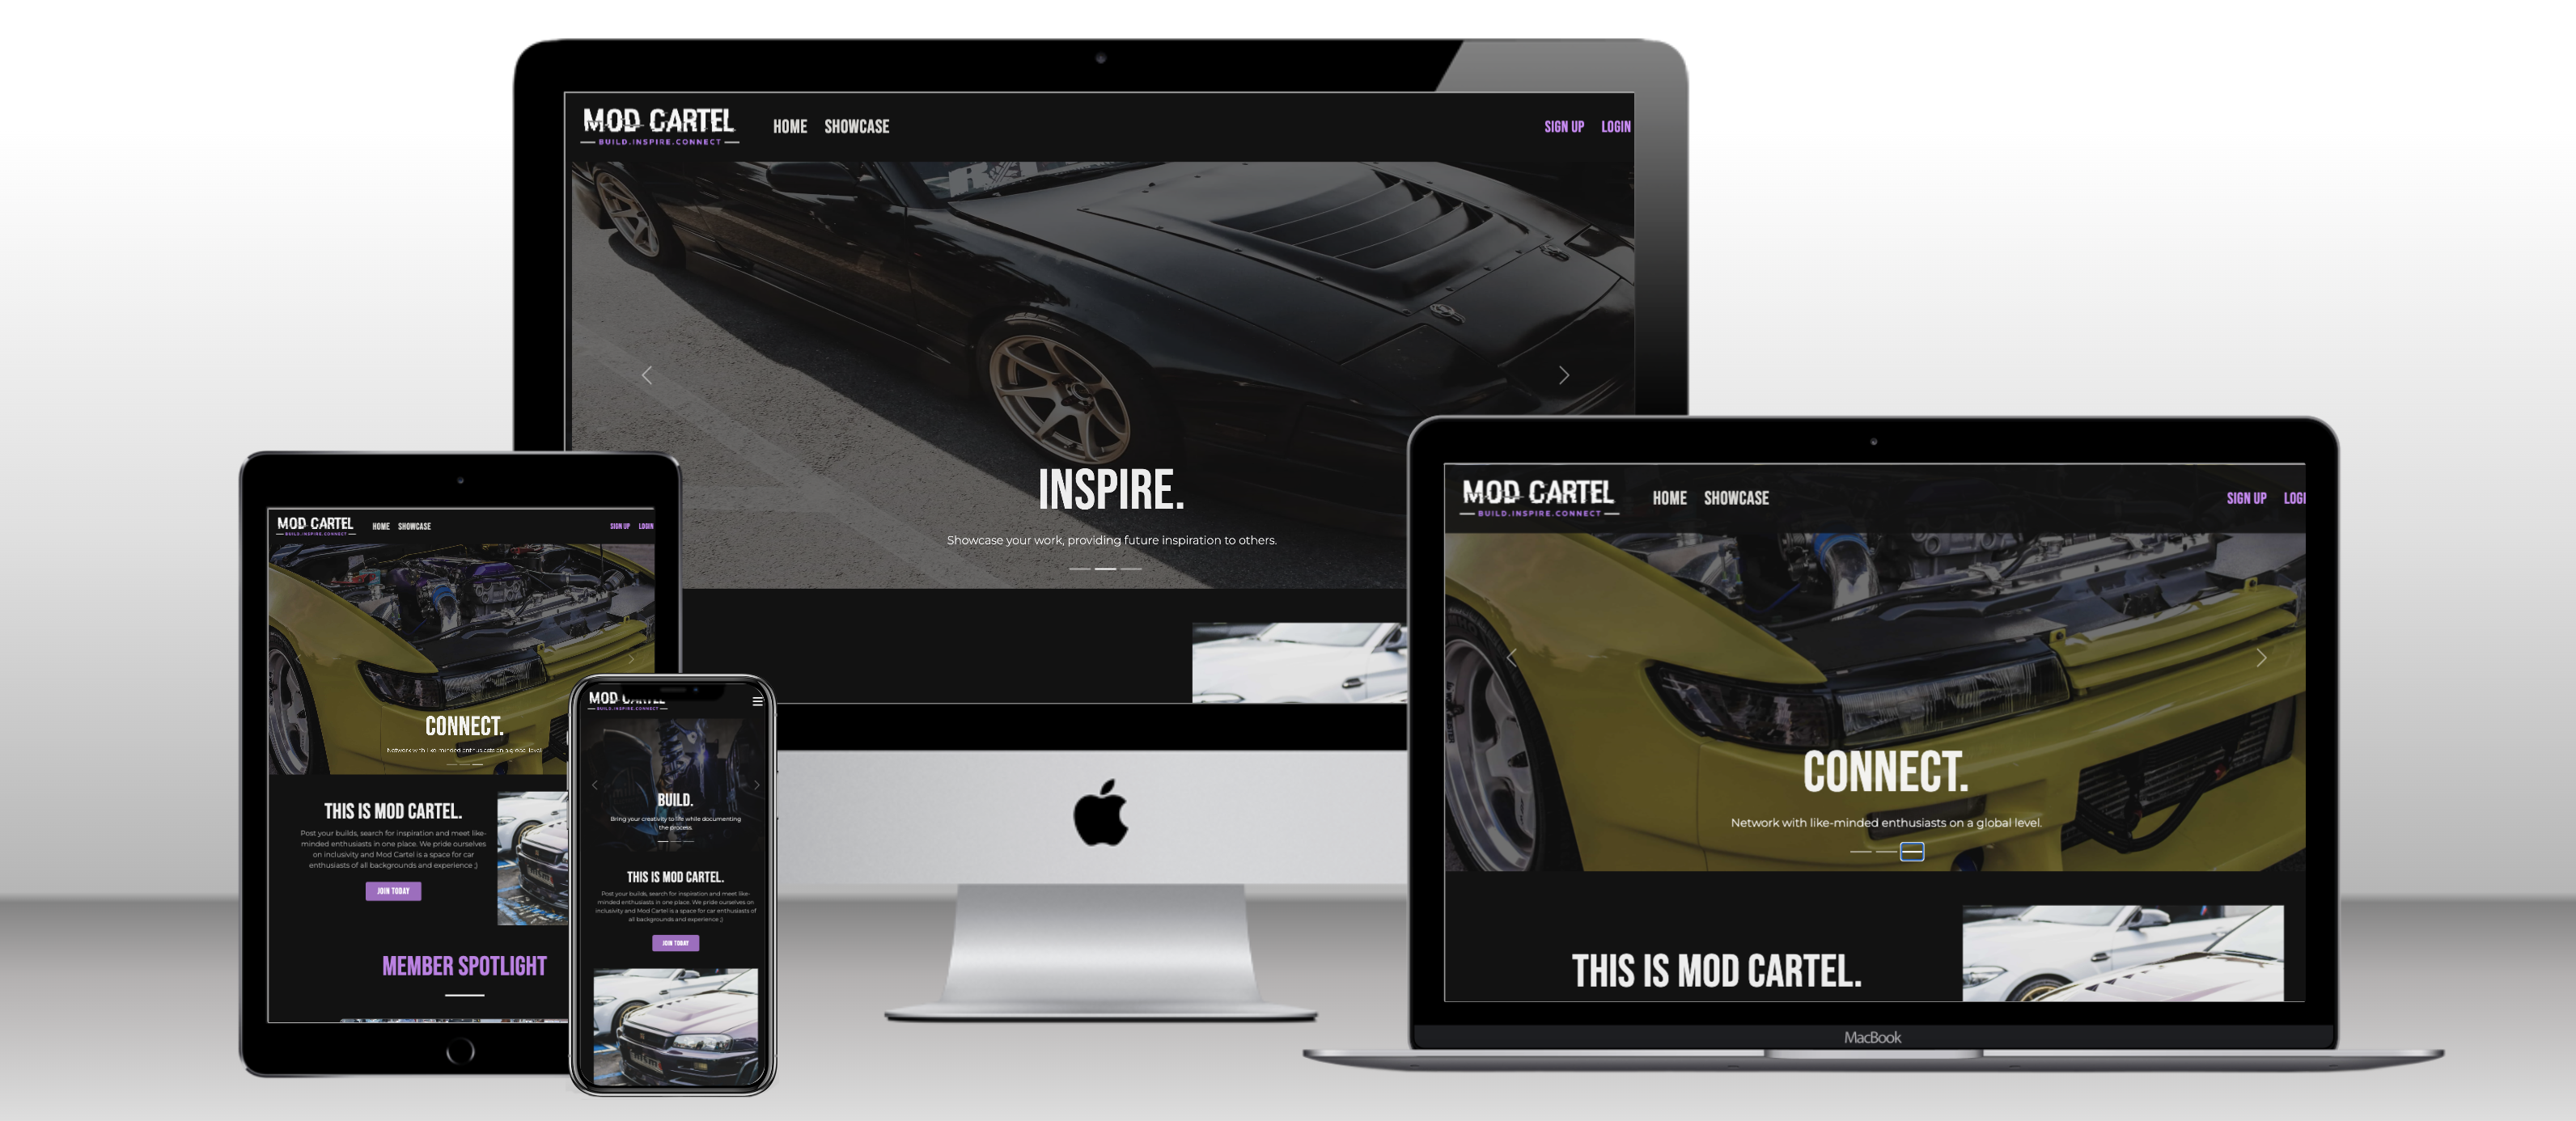 MOD CARTEL
BUILD.INSPIRE.CONNECT
HOME SHOWCASE
SIGN UP LOGIN
INSPIRE.
Showcase your work, providing future inspiration to others.
MOD CARTEL
BUILD.INSPIRE.CONNECT
HOME SHOWCASE
SIGN UP LOGIN
CONNECT.
Network with like-minded enthusiasts on a global level.
THIS IS MOD CARTEL.
Post your builds, search for inspiration and meet like-
minded enthusiasts in one place. We pride ourselves
on inclusivity and Mod Cartel is a space for car
enthusiasts of all backgrounds and experience ;)
JOIN TODAY
MEMBER SPOTLIGHT
MOD CARTEL
BUILD.INSPIRE.CONNECT
BUILD.
Bring your creativity to life while documenting
the process.
THIS IS MOD CARTEL.
Post your builds, search for inspiration and meet like-
minded enthusiasts in one place. We pride ourselves on
inclusivity and Mod Cartel is a space for car enthusiasts of
all backgrounds and experience ;)
JOIN TODAY
MOD CARTEL
BUILD.INSPIRE.CONNECT
HOME SHOWCASE
SIGN UP LOGI
CONNECT.
Network with like-minded enthusiasts on a global level.
THIS IS MOD CARTEL.
MacBook